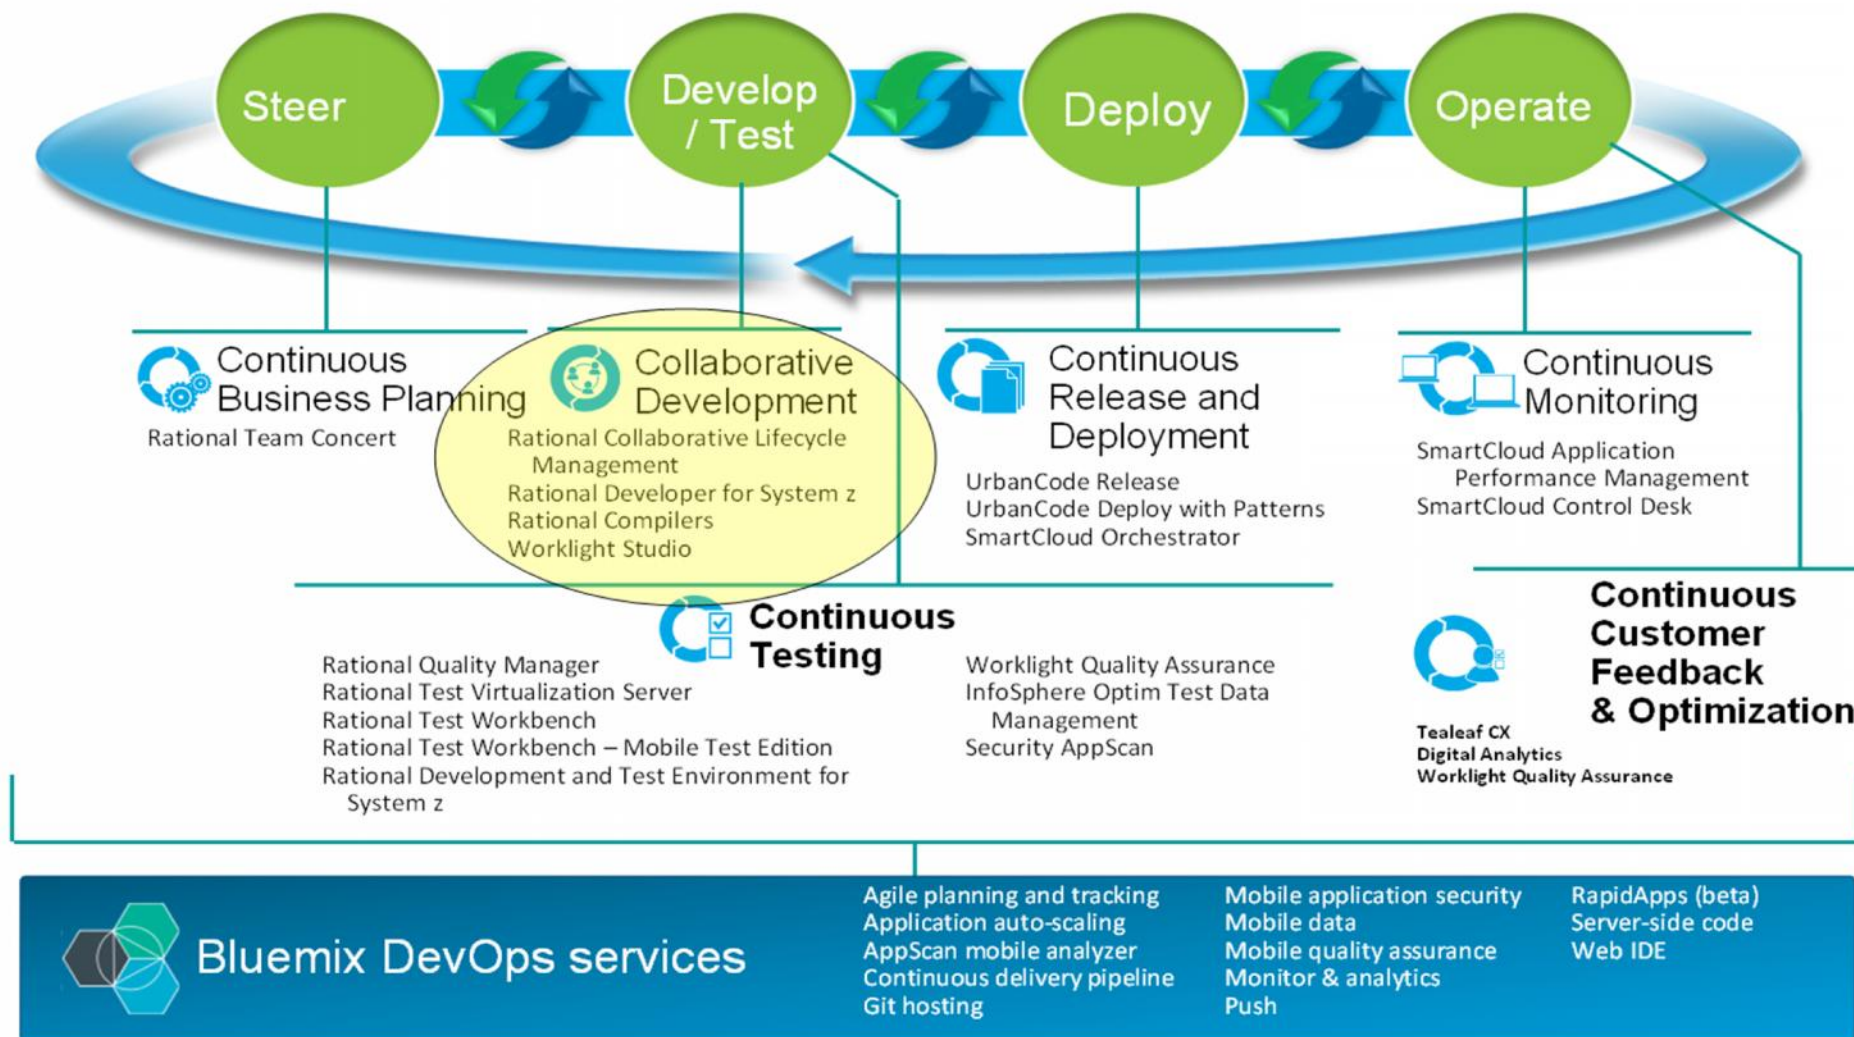 Steer
Develop
/ Test
Deploy
Operate
Continuous
Business Planning
Rational Team Concert
Collaborative
Development
Rational Collaborative Lifecycle
Management
Rational Developer for System z
Rational Compilers
Worklight Studio
Continuous
Release and
Deployment
UrbanCode Release
UrbanCode Deploy with Patterns
SmartCloud Orchestrator
Continuous
Monitoring
SmartCloud Application
Performance Management
SmartCloud Control Desk
Continuous
Testing
Rational Quality Manager
Rational Test Virtualization Server
Rational Test Workbench
Rational Test Workbench – Mobile Test Edition
Rational Development and Test Environment for
System z
Worklight Quality Assurance
InfoSphere Optim Test Data
Management
Security AppScan
Continuous
Customer
Feedback
& Optimization
Tealeaf CX
Digital Analytics
Worklight Quality Assurance
Bluemix DevOps services
Agile planning and tracking
Application auto-scaling
AppScan mobile analyzer
Continuous delivery pipeline
Git hosting
Mobile application security
Mobile data
Mobile quality assurance
Monitor & analytics
Push
RapidApps (beta)
Server-side code
Web IDE